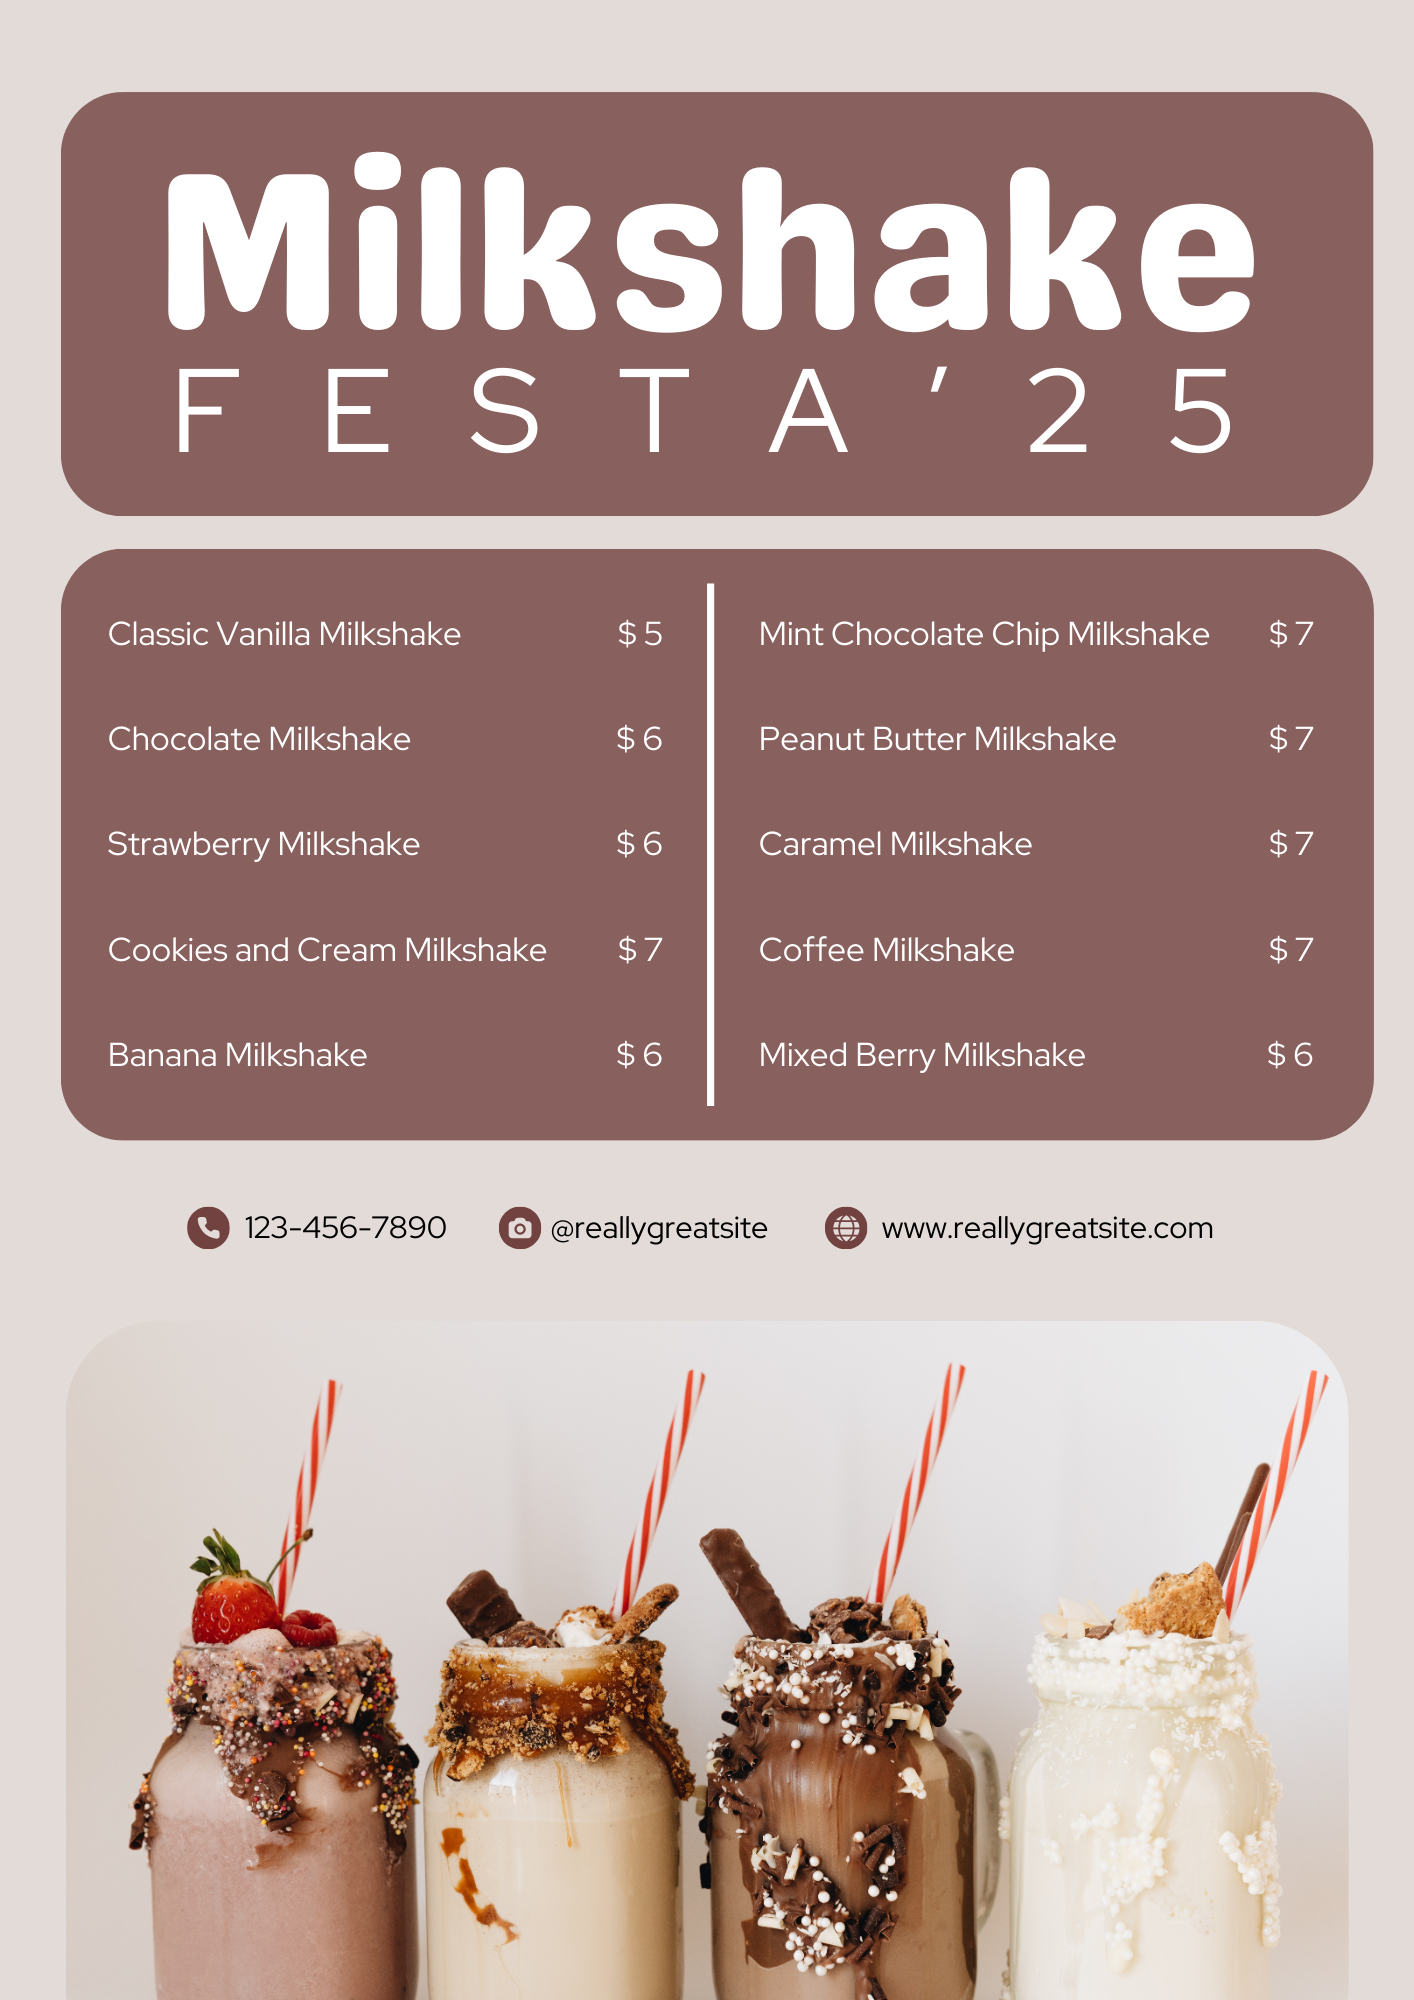 Milkshake
FESTA’25
Classic Vanilla Milkshake $ 5
Chocolate Milkshake $ 6
Strawberry Milkshake $ 6
Cookies and Cream Milkshake $ 7
Banana Milkshake $ 6
Mint Chocolate Chip Milkshake $ 7
Peanut Butter Milkshake $ 7
Caramel Milkshake $ 7
Coffee Milkshake $ 7
Mixed Berry Milkshake $ 6
123-456-7890 @reallygreatsite www.reallygreatsite.com